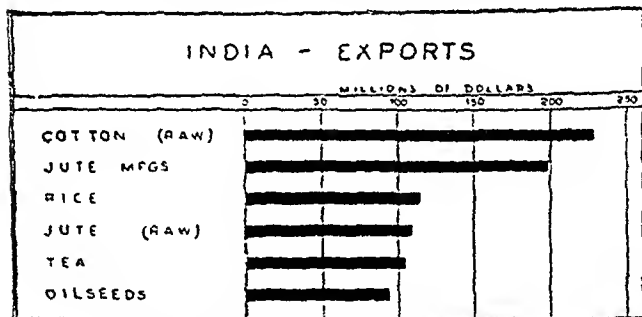 INDIA - EXPORTS
MILLIONS OF DOLLARS
0 50 100 150 200 250
COTTON (RAW)
JUTE MFGS
RICE
JUTE (RAW)
TEA
OILSEEDS